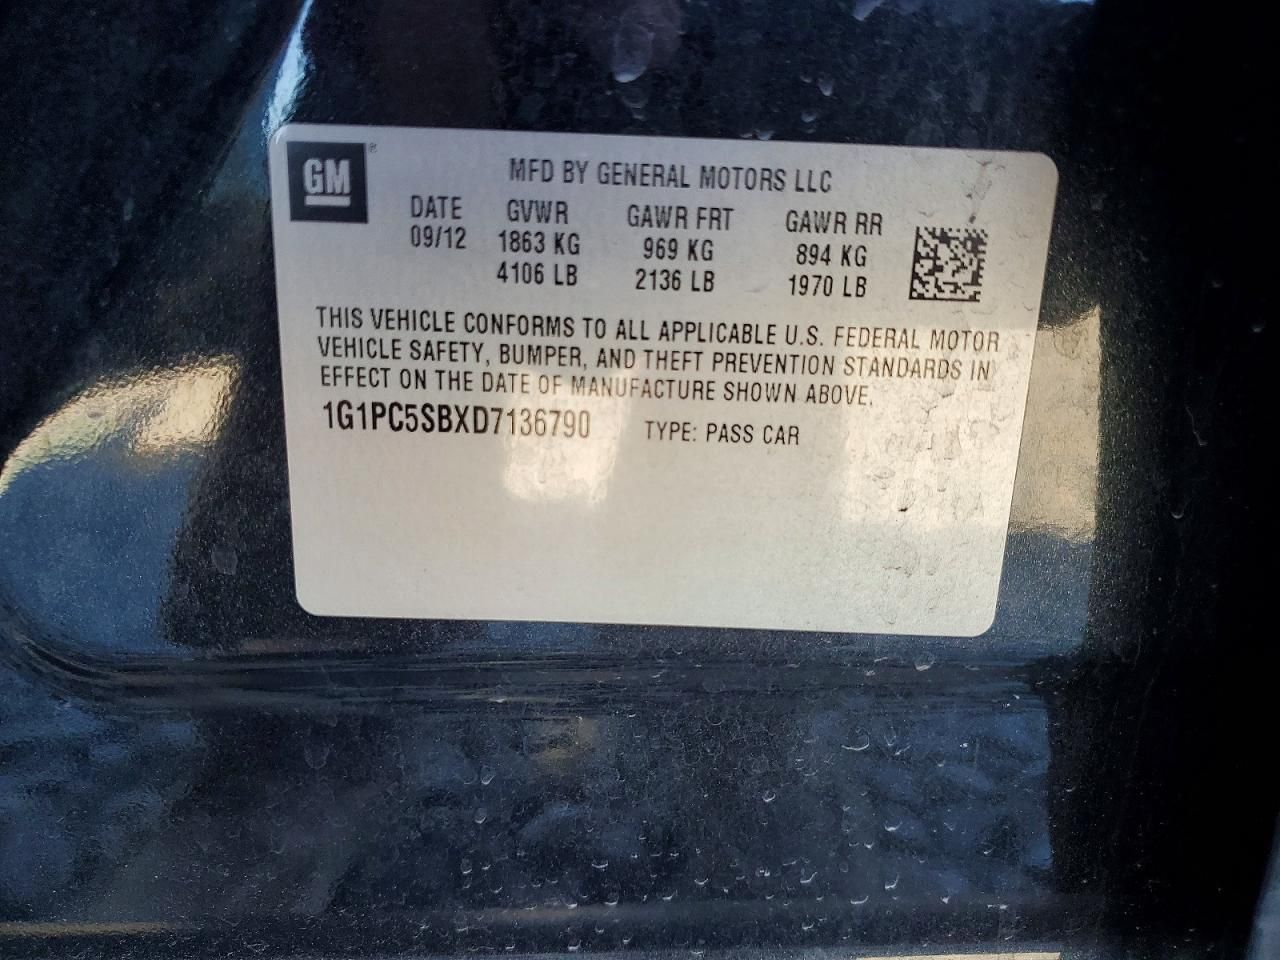 GM ®
MFD BY GENERAL MOTORS LLC
DATE GVWR GAWR FRT GAWR RR
09/12 1863 KG 969 KG 894 KG
4106 LB 2136 LB 1970 LB
THIS VEHICLE CONFORMS TO ALL APPLICABLE U.S. FEDERAL MOTOR
VEHICLE SAFETY, BUMPER, AND THEFT PREVENTION STANDARDS IN
EFFECT ON THE DATE OF MANUFACTURE SHOWN ABOVE.
1G1PC5SBXD7136790 TYPE: PASS CAR